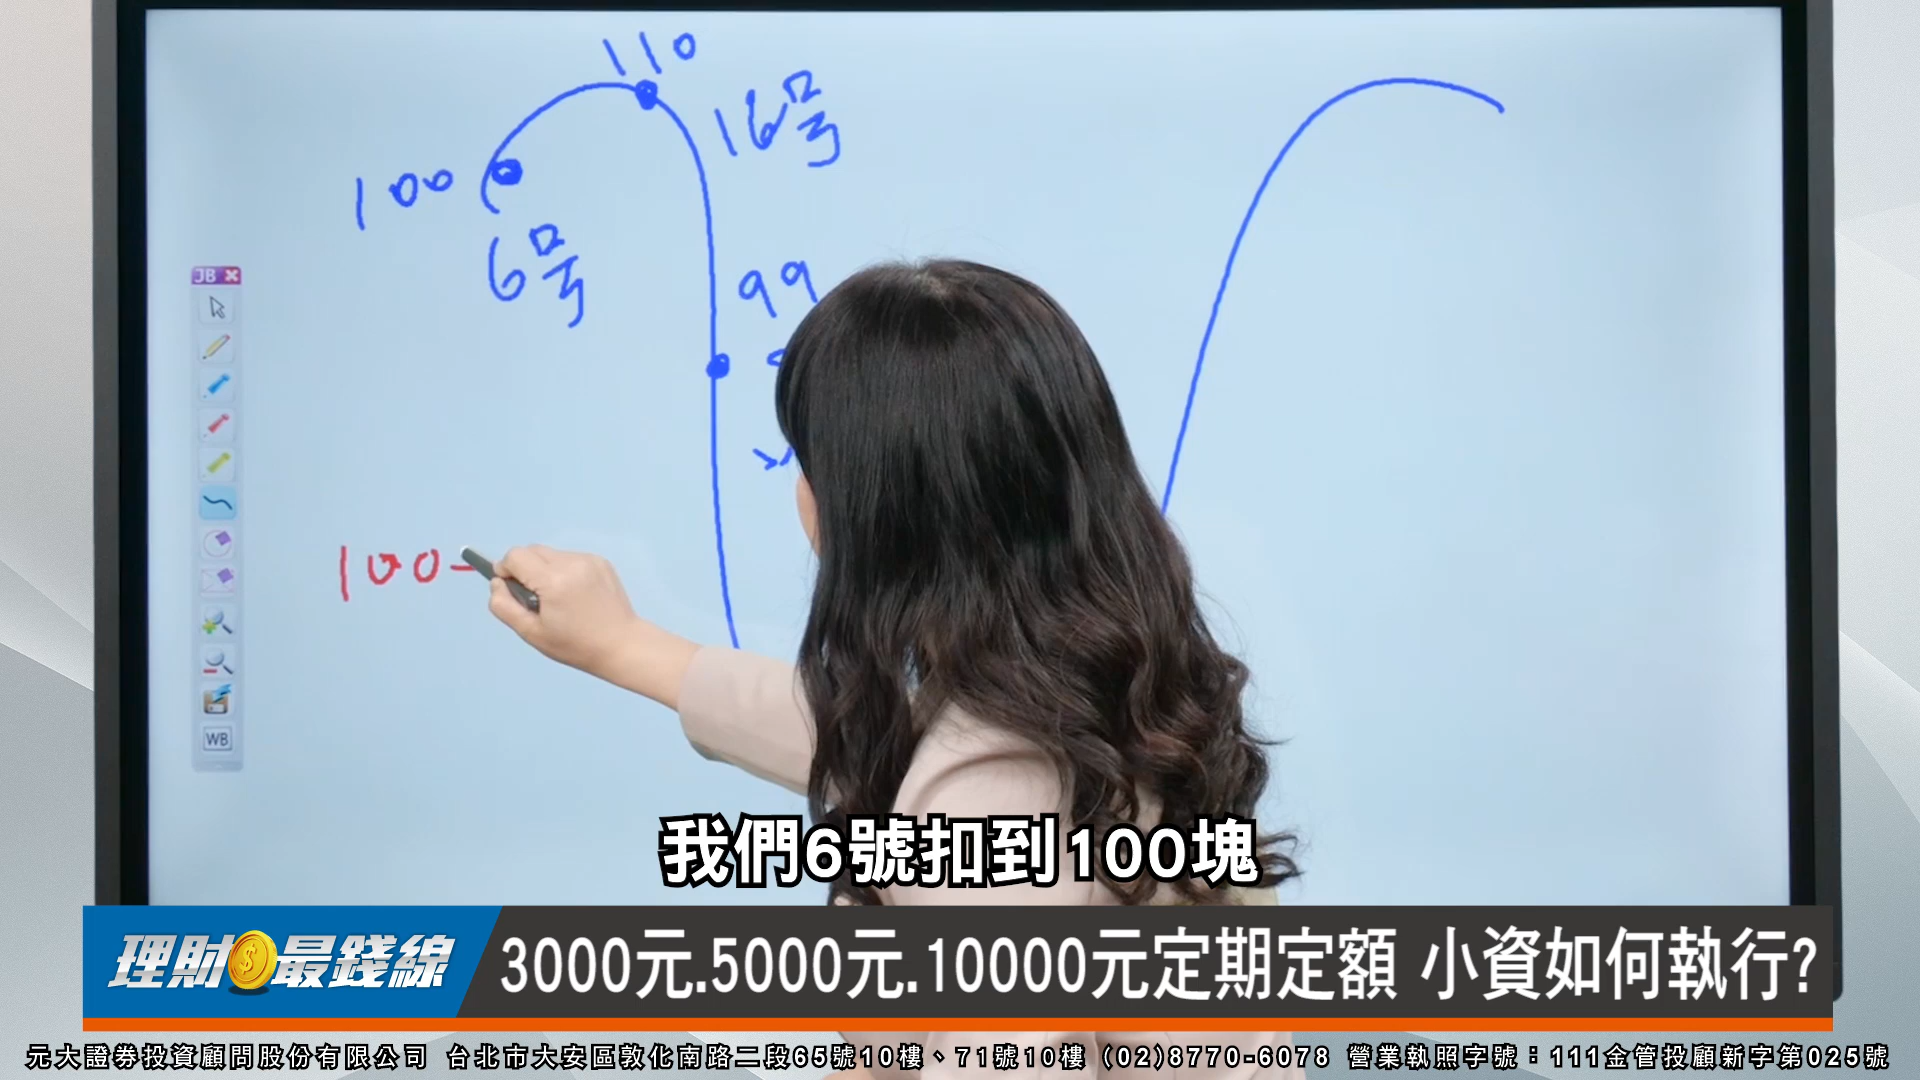 110
16号
100
6号
99
JB
100-
WB
我們6號扣到100塊
理財最錢線
3000元.5000元.10000元定期定額 小資如何執行?
元大證券投資顧問股份有限公司 台北市大安區敦化南路二段65號10樓、71號10樓 (02)8770-6078 營業執照字號：111金管投顧新字第025號